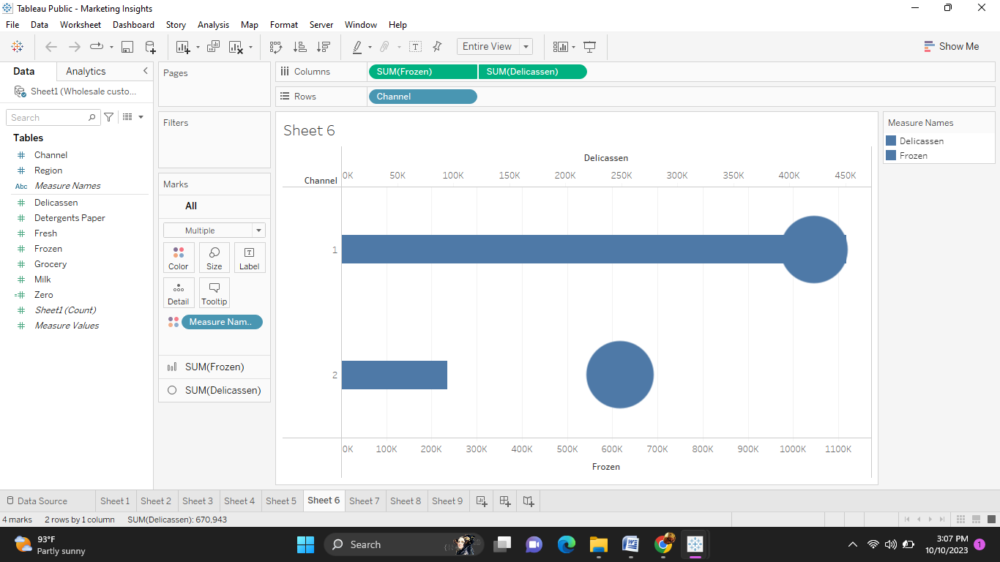 Tableau Public - Marketing Insights
File Data Worksheet Dashboard Story Analysis Map Format Server Window Help
Entire View
Show Me
Data Analytics
Sheet1 (Wholesale custo...
Search
Tables
Channel
Region
Abc Measure Names
Delicassen
Detergents Paper
Fresh
Frozen
Grocery
Milk
Zero
Sheet1 (Count)
Measure Values
Pages
Filters
Marks
All
Multiple
Color Size Label
Detail Tooltip
Measure Nam..
SUM(Frozen)
SUM(Delicassen)
Columns SUM(Frozen) SUM(Delicassen)
Rows Channel
Sheet 6
Delicassen
Channel 0K 50K 100K 150K 200K 250K 300K 350K 400K 450K
1
2
0K 100K 200K 300K 400K 500K 600K 700K 800K 900K 1000K 1100K
Frozen
Measure Names
Delicassen
Frozen
Data Source Sheet 1 Sheet 2 Sheet 3 Sheet 4 Sheet 5 Sheet 6 Sheet 7 Sheet 8 Sheet 9
4 marks 2 rows by 1 column SUM(Delicassen): 670,943
93°F
Partly sunny
Search
3:07 PM
10/10/2023
1